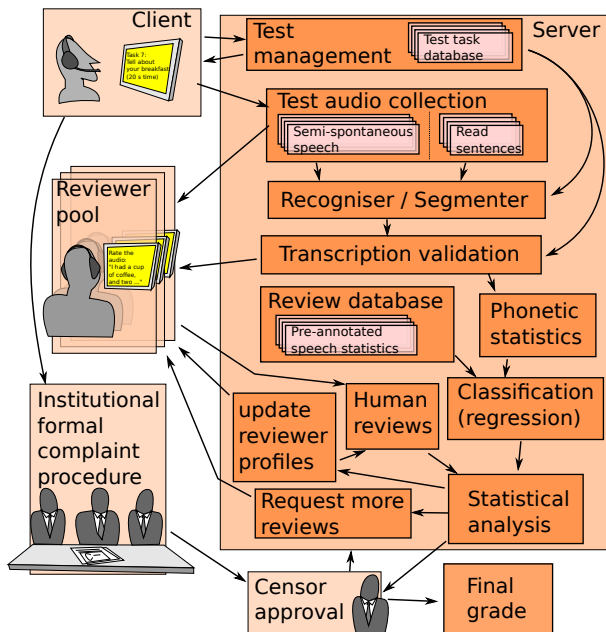 Client
Task 7:
Tell about
your breakfast
(20 s time)
Server
Test
management
Test task
database
Test audio collection
Semi-spontaneous
speech
Read
sentences
Recogniser / Segmenter
Transcription validation
Reviewer
pool
Rate the
audio:
"I had a cup
of coffee,
and two ..."
Review database
Pre-annotated
speech statistics
Phonetic
statistics
Classification
(regression)
Human
reviews
update
reviewer
profiles
Institutional
formal
complaint
procedure
Request more
reviews
Statistical
analysis
Censor
approval
Final
grade